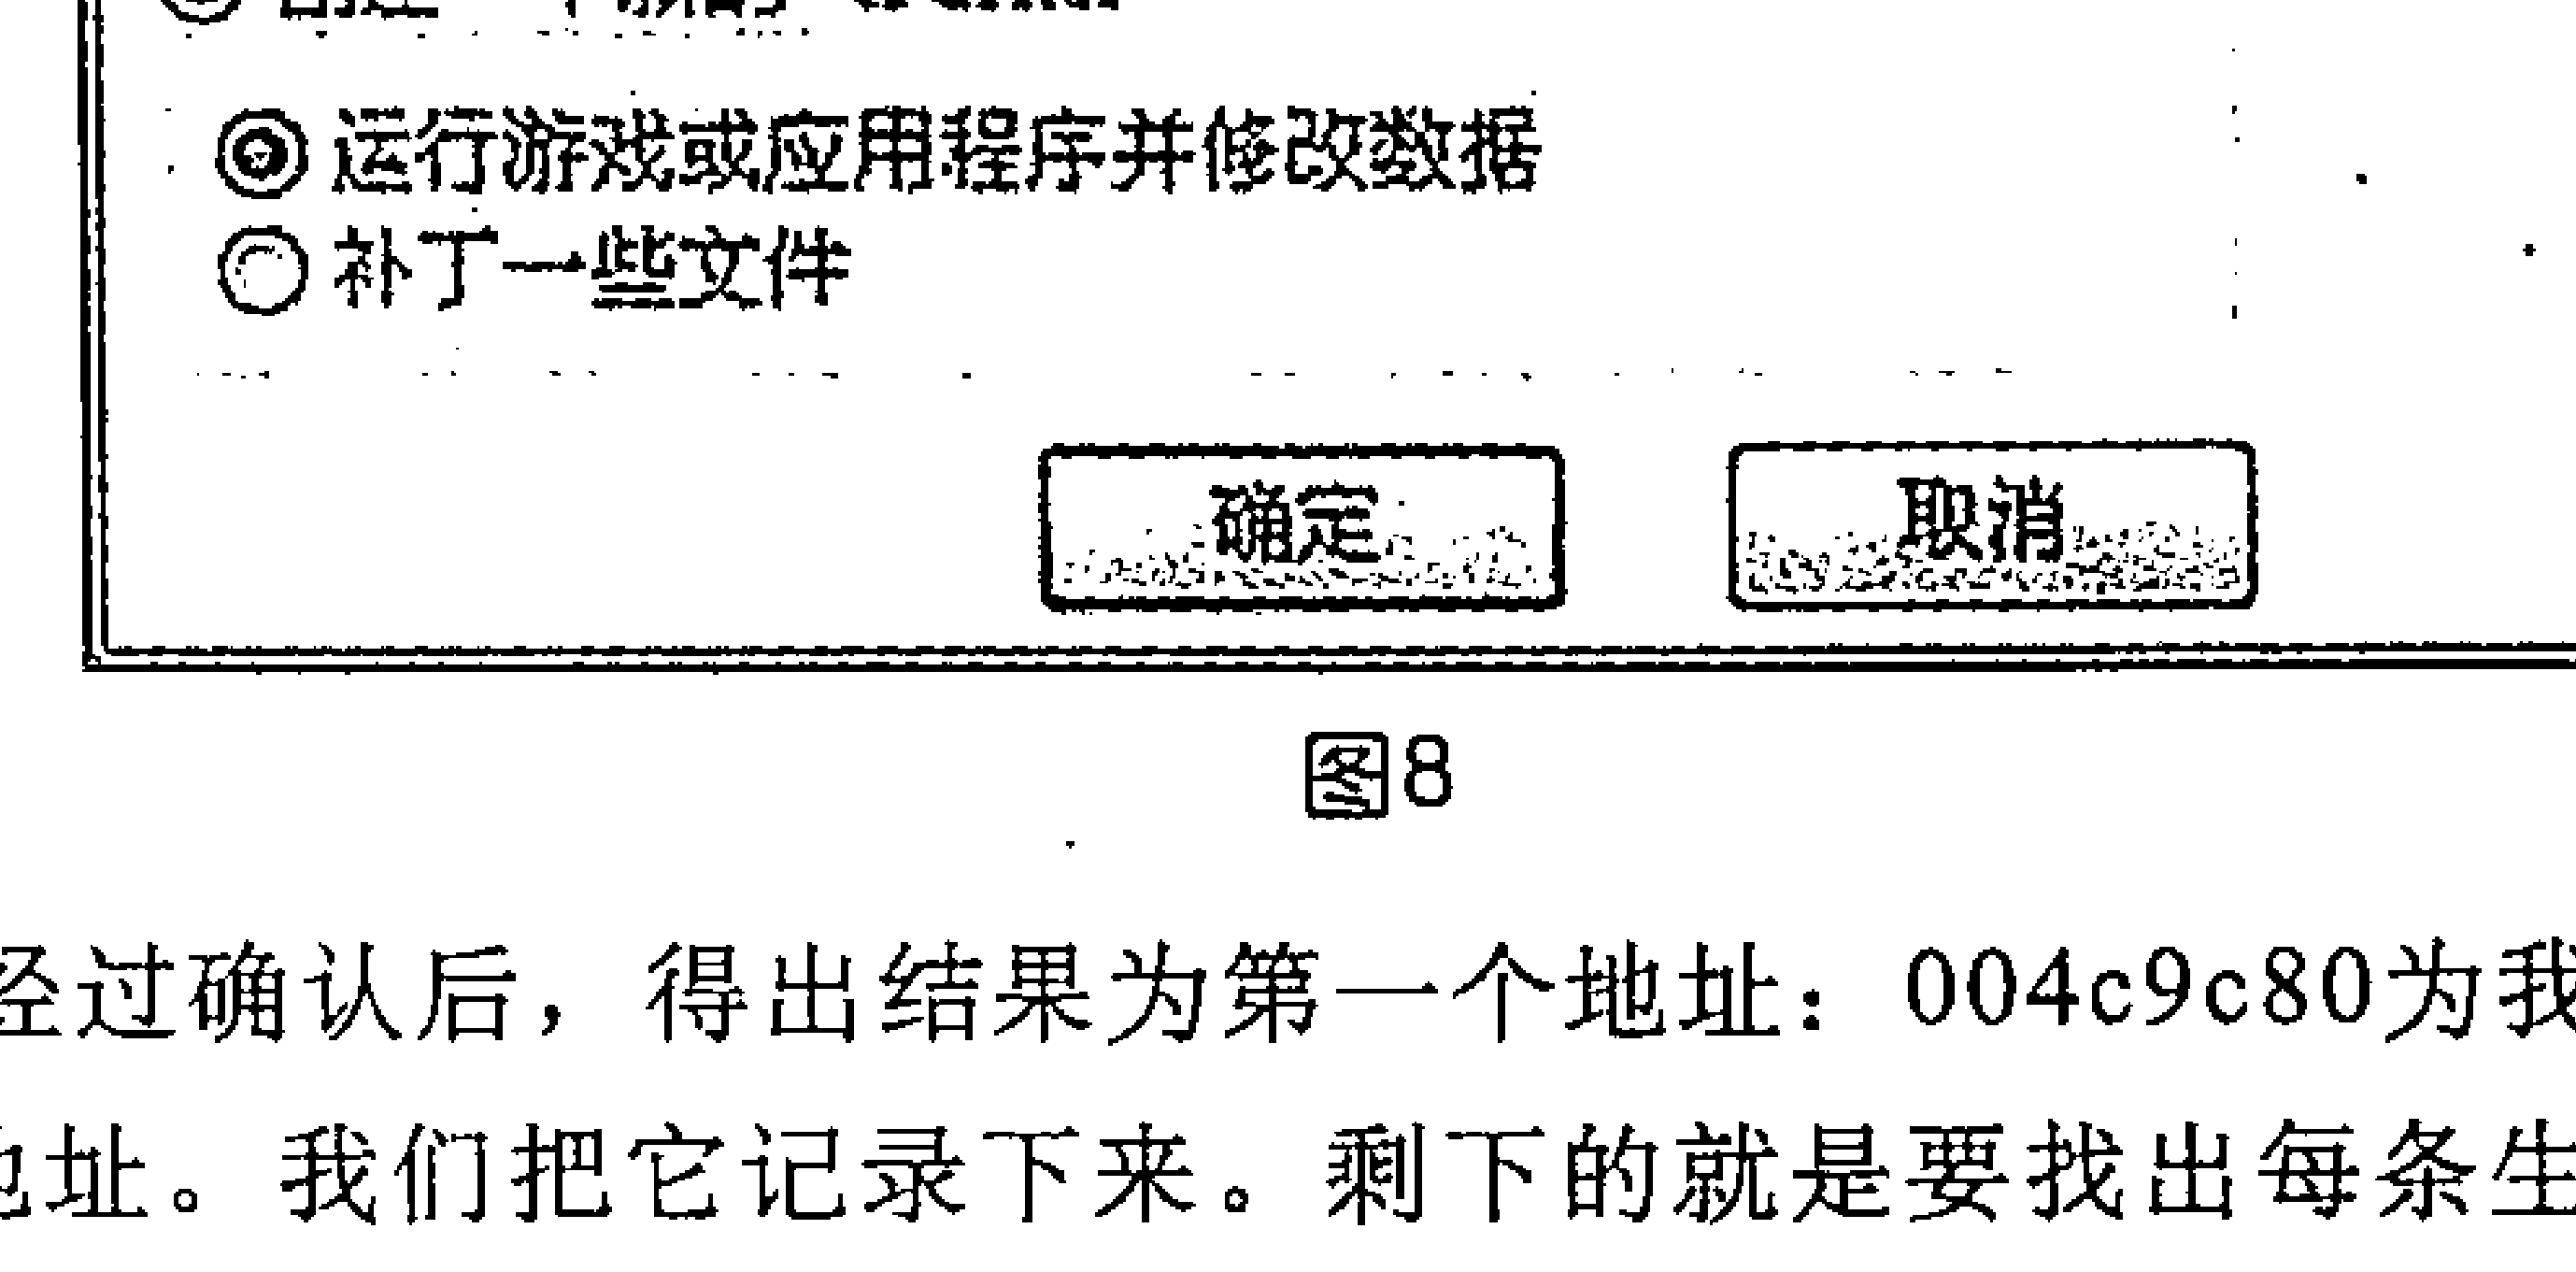 运行游戏或应用程序并修改数据
补丁一些文件
确定 取消
图8
经过确认后，得出结果为第一个地址：004c9c80为我
地址。我们把它记录下来。剩下的就是要找出每条生